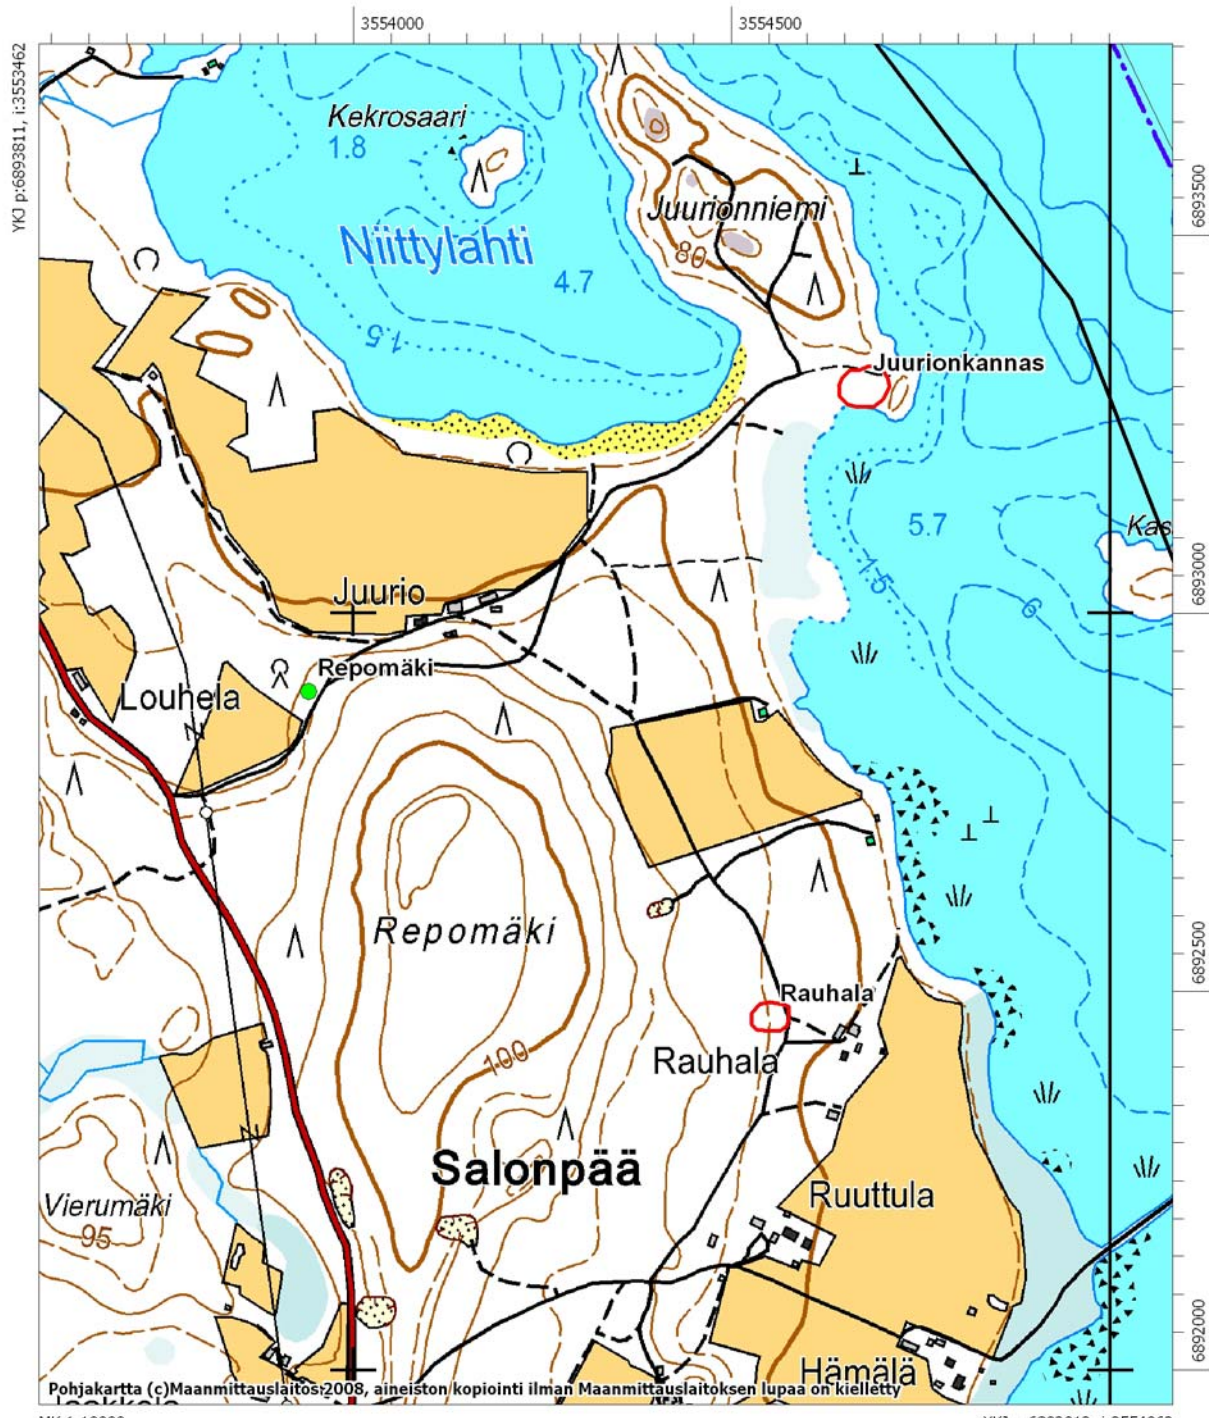 3554000
3554500
YKJ p:6893811, i:3553462
Kekrosaari
1.8
6893500
Juurionniemi
Niittylahti
80
4.7
1.5
Juurionkannas
5.7
Kas
6893000
1.5
Juurio
6
Repomäki
Louhela
Repomäki
6892500
Rauhala
100
Rauhala
Salonpää
Ruuttula
Vierumäki
95
6892000
Hämälä
Pohjakartta (c)Maanmittauslaitos2008, aineiston kopiointi ilman Maanmittauslaitoksen lupaa on kielletty